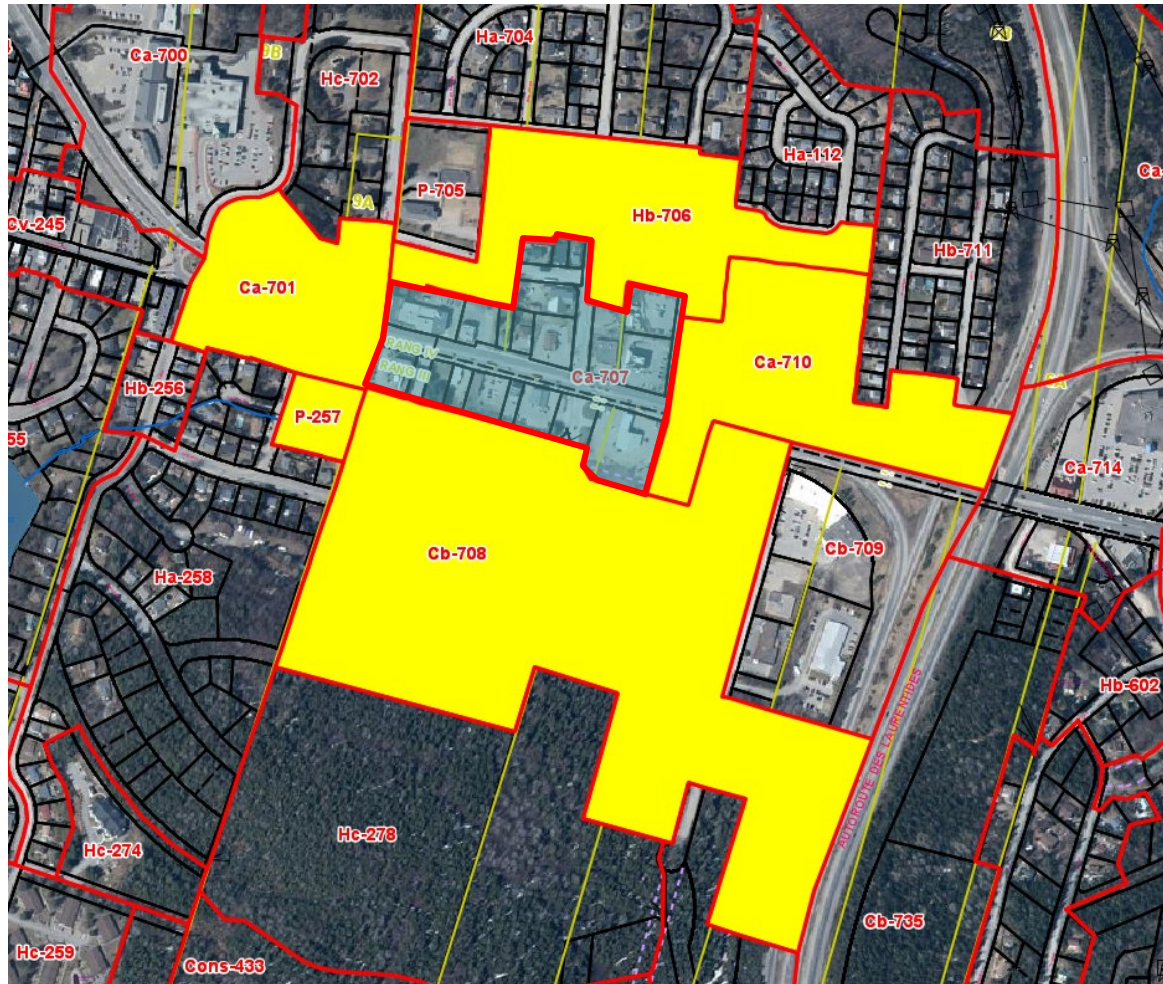 Ha-704
Ca-700
9B
Hc-702
Ha-112
P-705
9A
Hb-706
Cv-245
Hb-711
Ca-701
RANG IV
RANG III
Ca-707
Ca-710
Hb-256
P-257
Ca-714
Cb-708
Cb-709
Ha-258
Hb-602
AUTOROUTE DES LAURENTIDES
Hc-278
Hc-274
Cb-735
Hc-259
Cons-433